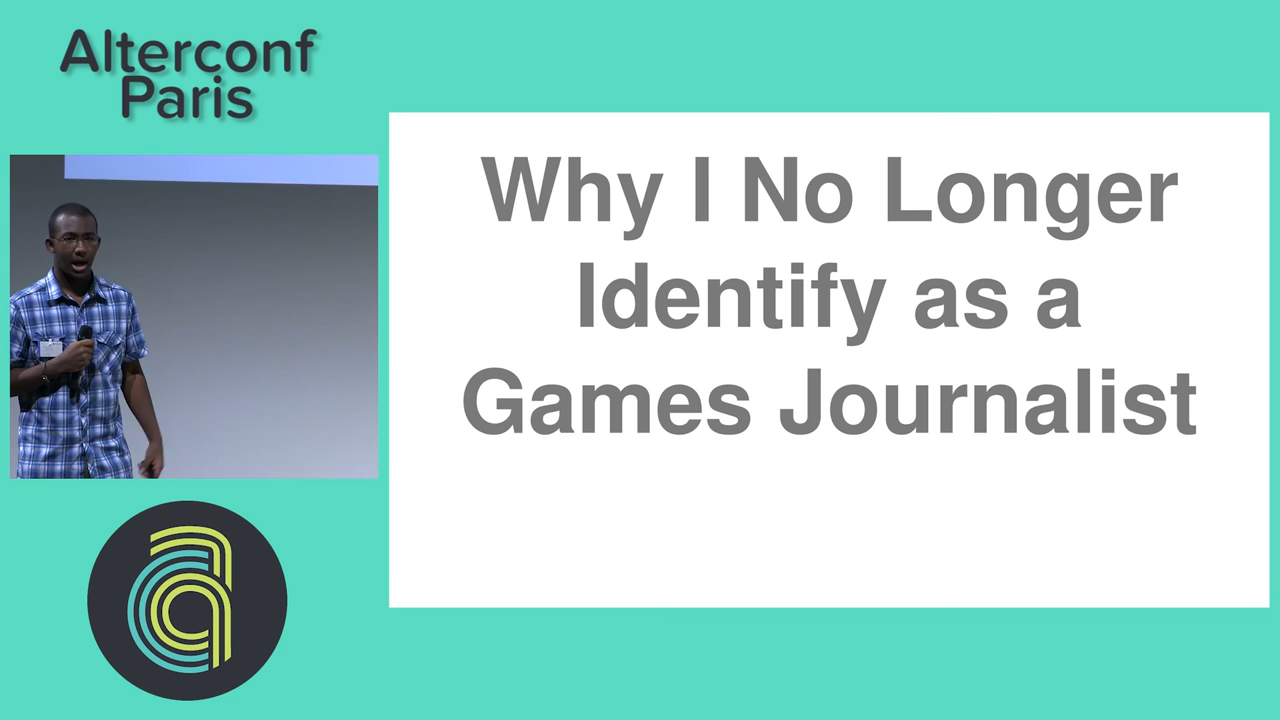 Alterconf
Paris
Why I No Longer
Identify as a
Games Journalist